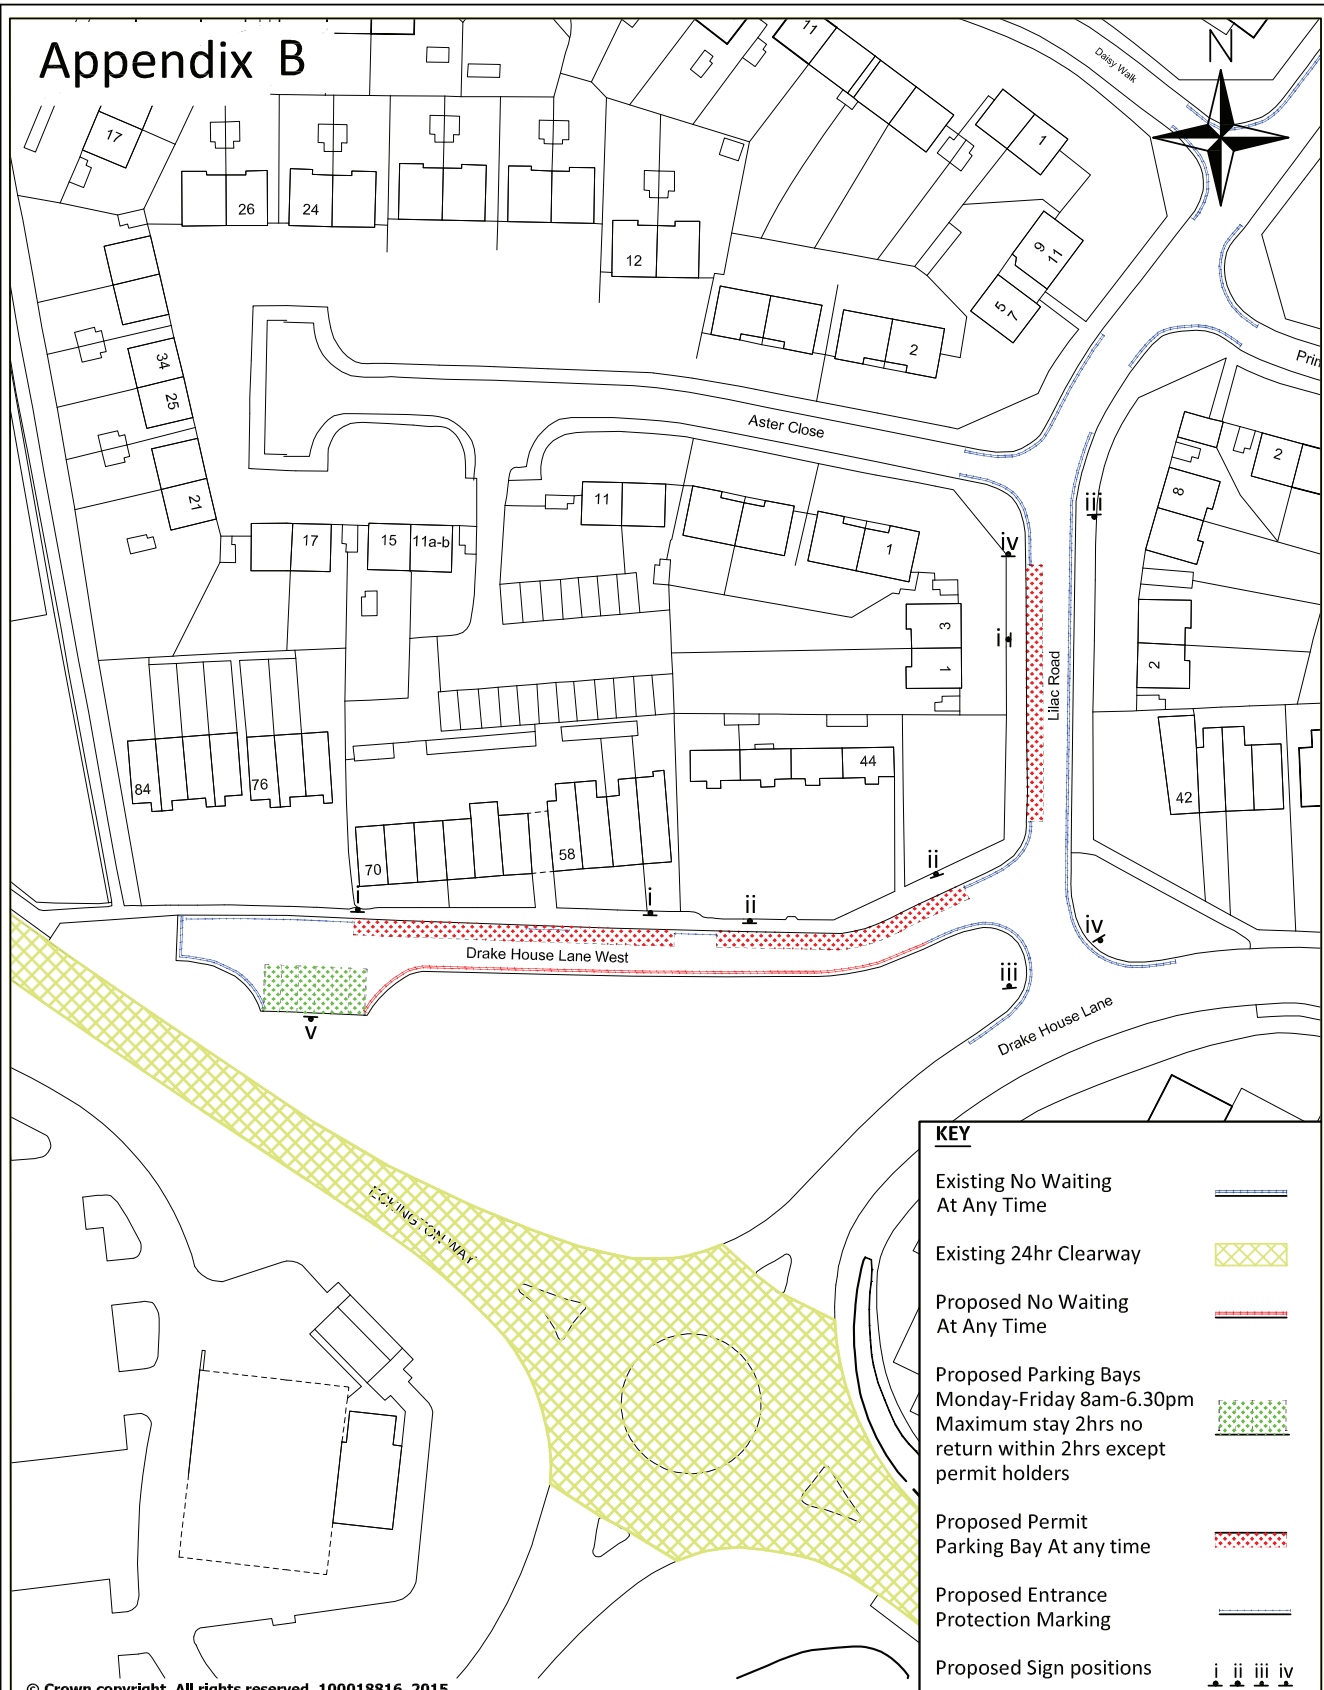 Appendix B
N
Daisy Walk
11
17
1
26
24
12
9
11
5
7
2
34
25
21
Aster Close
2
8
11
17
15
11a-b
1
iii
iv
i
3
1
2
Lilac Road
84
76
44
42
70
58
ii
i
i
ii
iv
Drake House Lane West
iii
v
Drake House Lane
ECKINGTON WAY
KEY
Existing No Waiting
At Any Time
Existing 24hr Clearway
Proposed No Waiting
At Any Time
Proposed Parking Bays
Monday-Friday 8am-6.30pm
Maximum stay 2hrs no
return within 2hrs except
permit holders
Proposed Permit
Parking Bay At any time
Proposed Entrance
Protection Marking
Proposed Sign positions
i ii iii iv
© Crown copyright. All rights reserved. 100018816. 2015